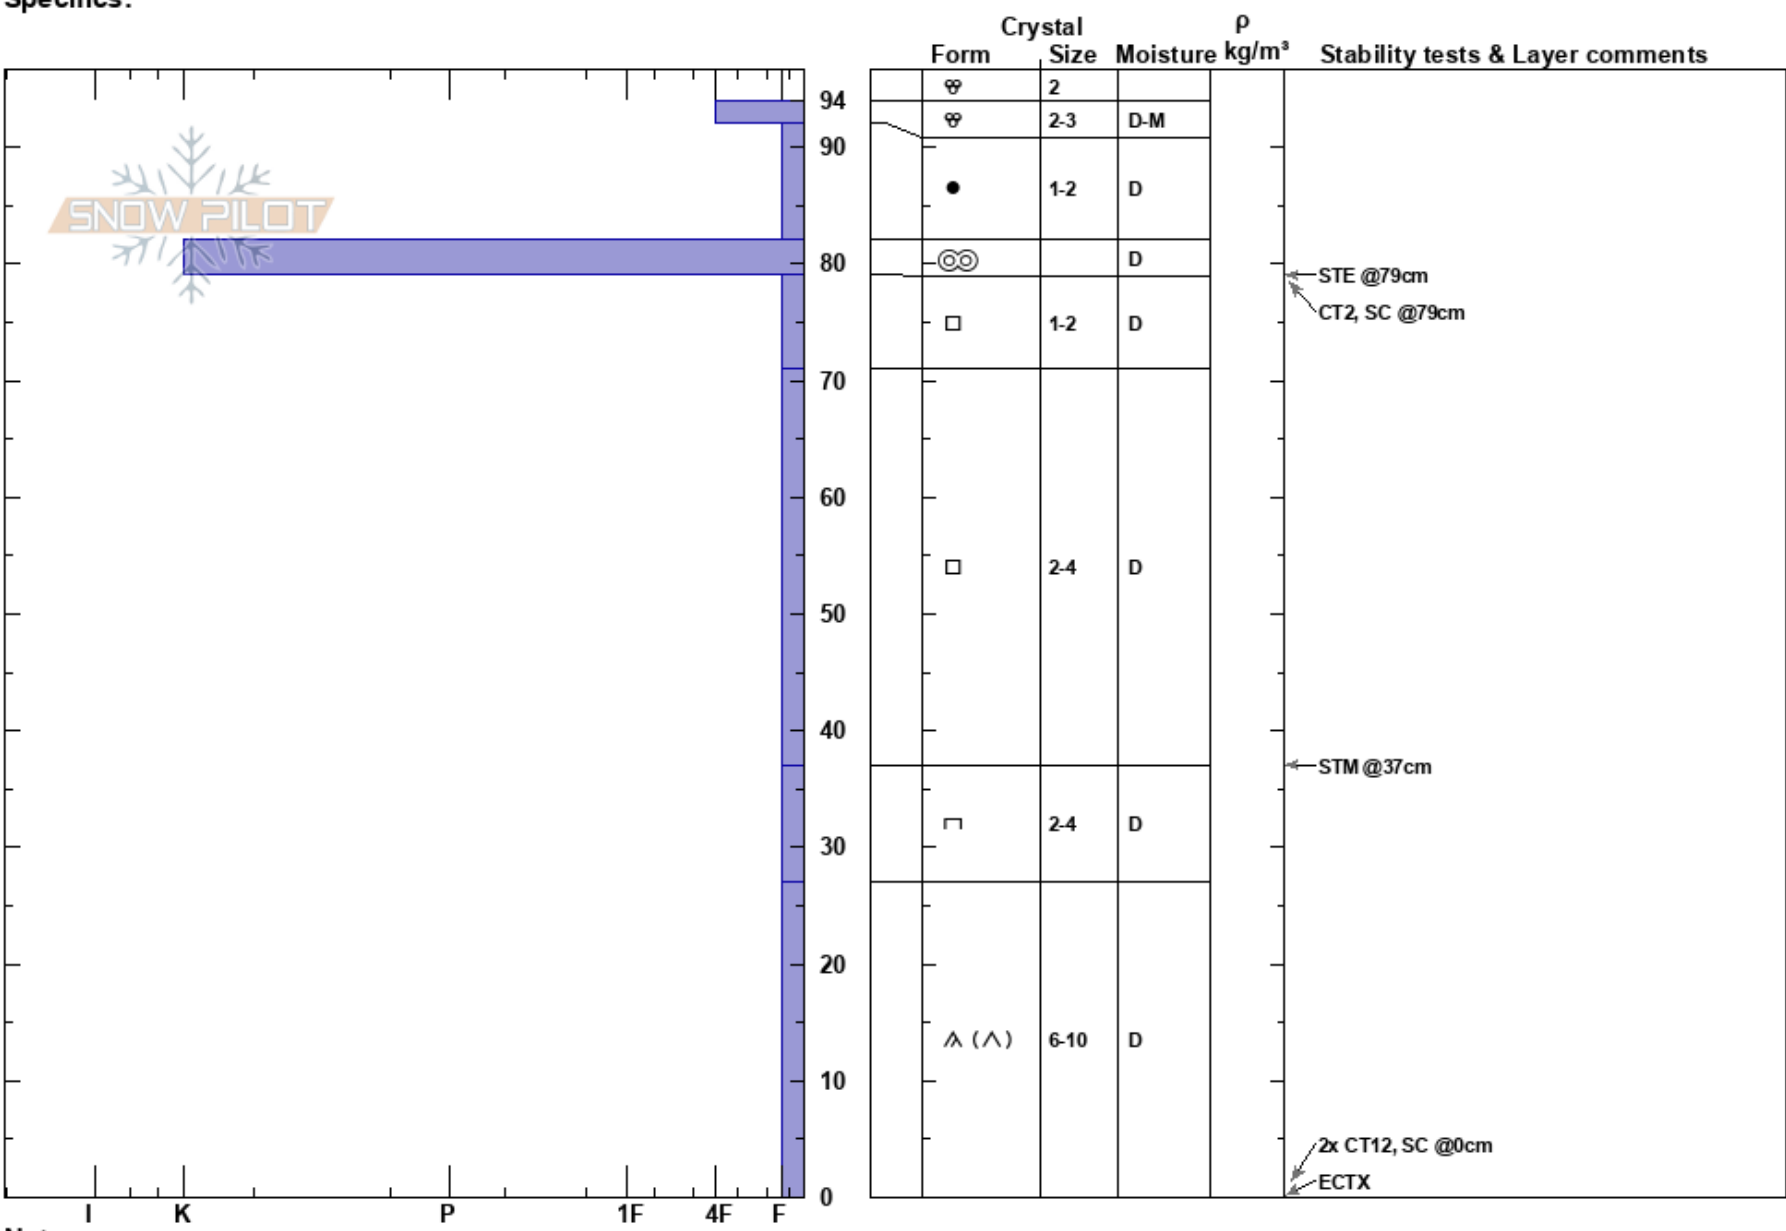 Specifics:
Crystal
ρ
Form Size Moisture kg/m³ Stability tests & Layer comments
2
94
2-3 D-M
90
1-2 D
SNOW PILOT
80
D
STE @79cm
CT2, SC @79cm
1-2 D
70
60
2-4 D
50
40
STM @37cm
2-4 D
30
20
6-10 D
10
2x CT12, SC @0cm
ECTX
0
I K P 1F 4F F